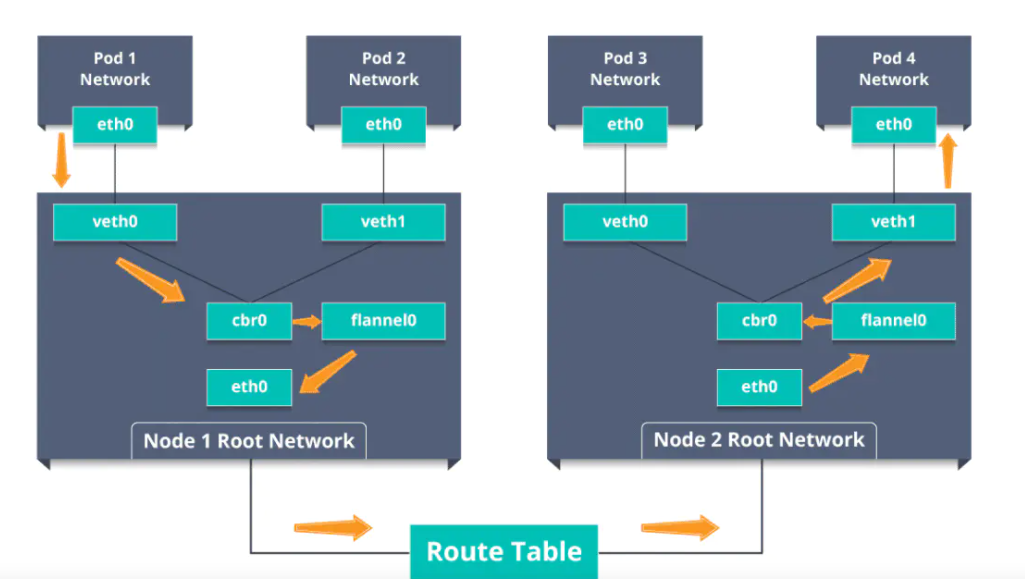 Pod 1
Network
eth0
Pod 2
Network
eth0
Pod 3
Network
eth0
Pod 4
Network
eth0
veth0
veth1
cbr0
flannel0
eth0
Node 1 Root Network
veth0
veth1
cbr0
flannel0
eth0
Node 2 Root Network
Route Table